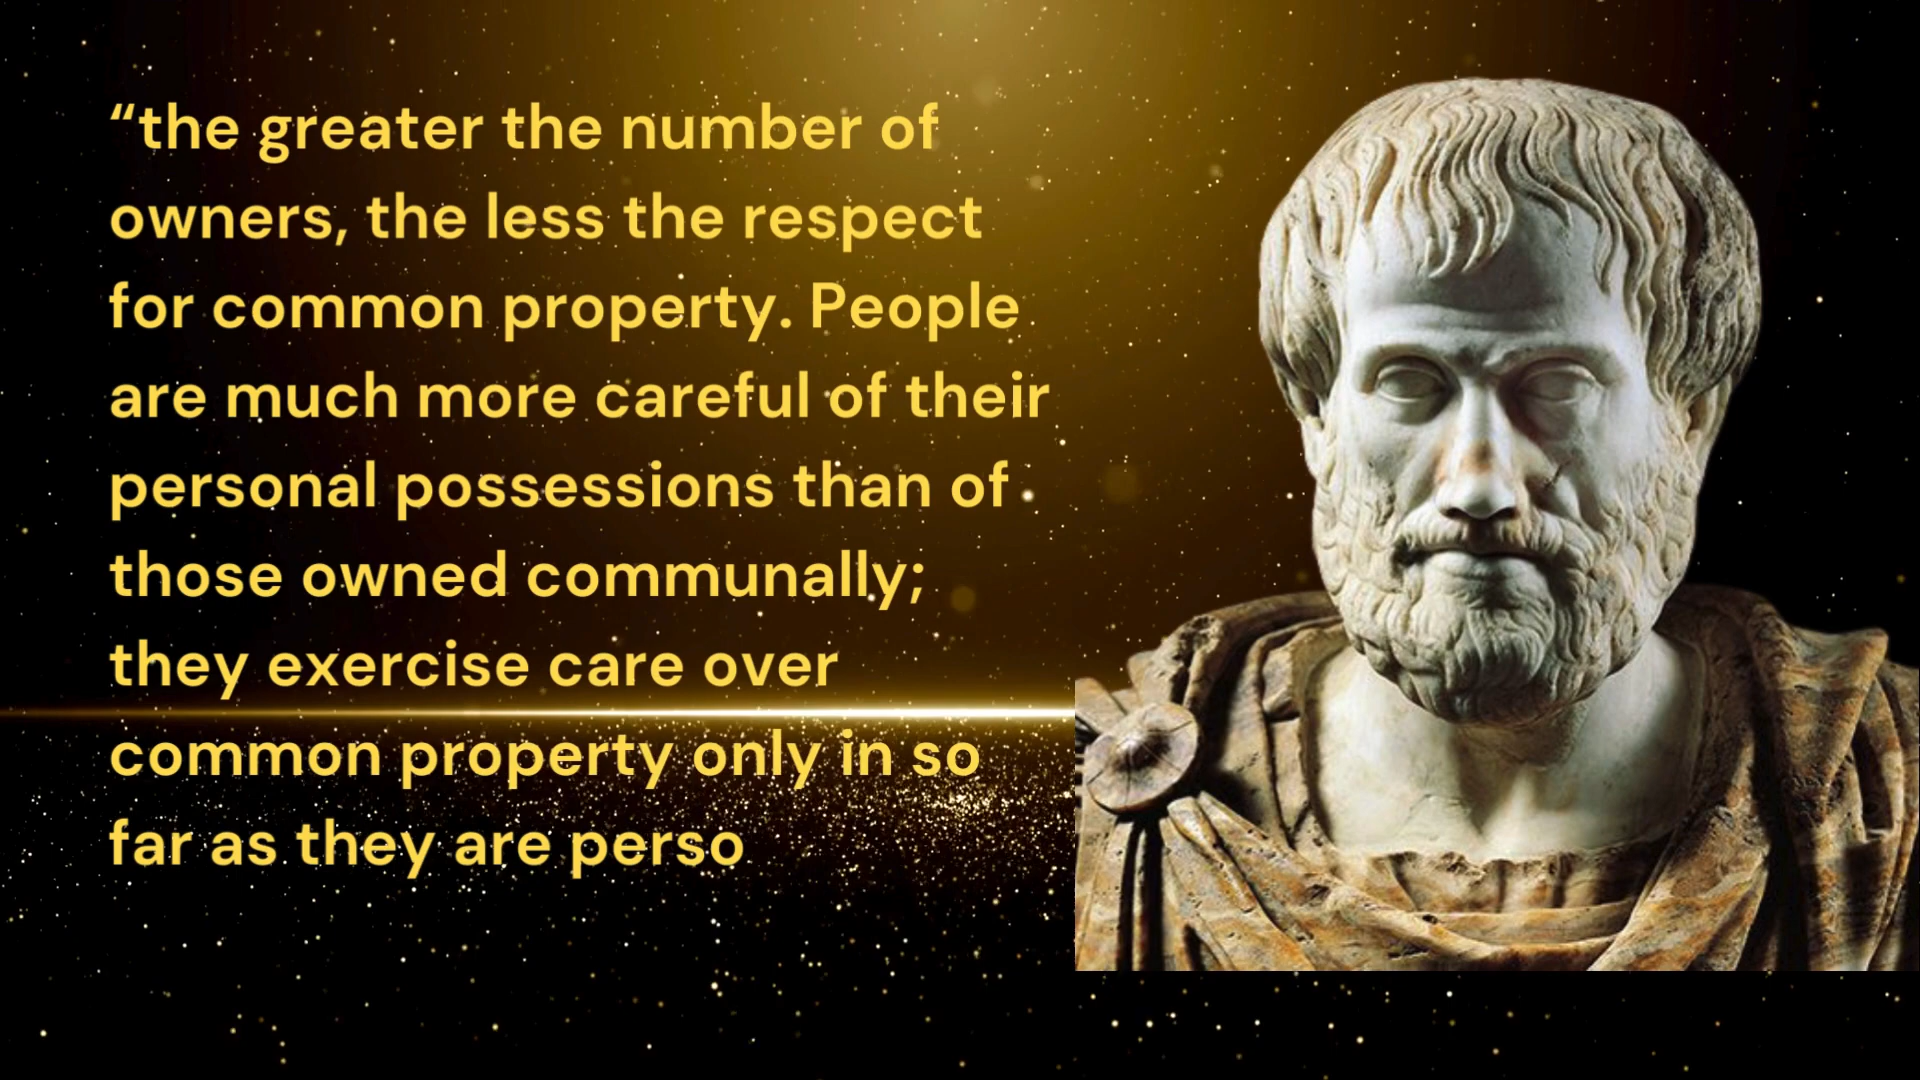 “the greater the number of
owners, the less the respect
for common property. People
are much more careful of their
personal possessions than of
those owned communally;
they exercise care over
common property only in so
far as they are perso